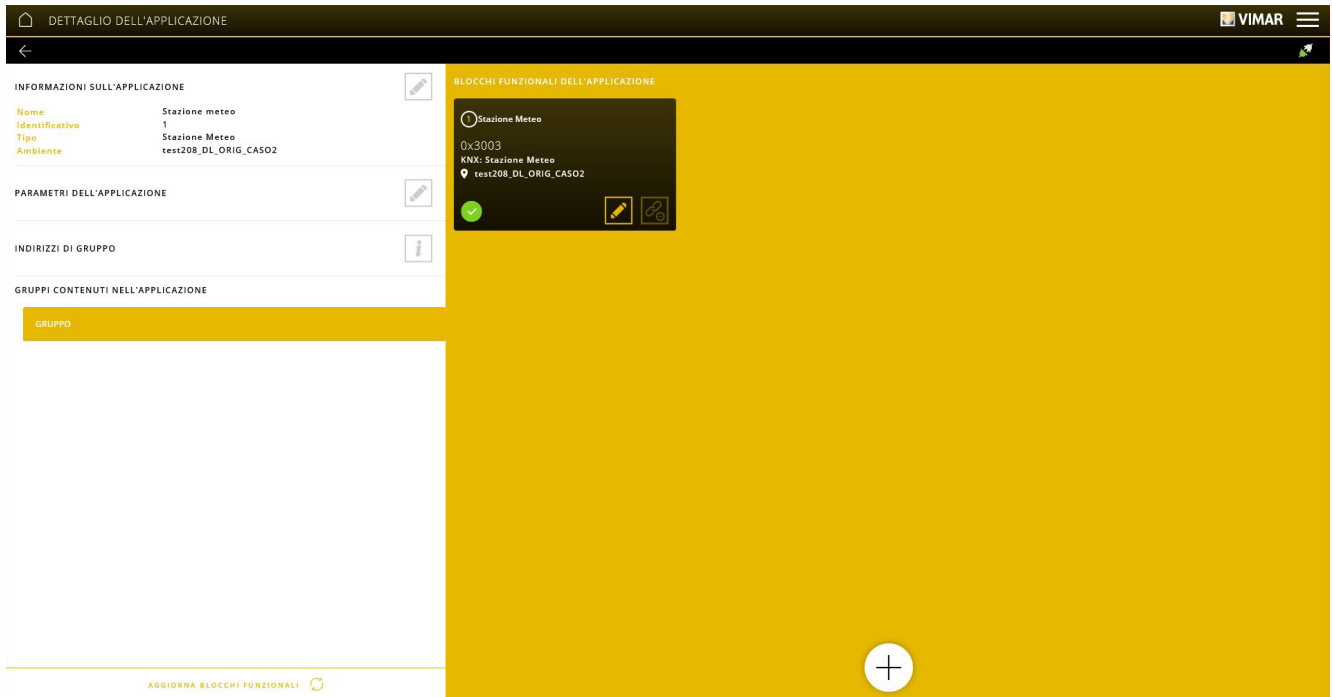 DETTAGLIO DELL'APPLICAZIONE
VIMAR
INFORMAZIONI SULL'APPLICAZIONE
Nome Stazione meteo
Identificativo 1
Tipo Stazione Meteo
Ambiente test208_DL_ORIG_CASO2
PARAMETRI DELL'APPLICAZIONE
INDIRIZZI DI GRUPPO
i
GRUPPI CONTENUTI NELL'APPLICAZIONE
GRUPPO
AGGIORNA BLOCCHI FUNZIONALI
BLOCCHI FUNZIONALI DELL'APPLICAZIONE
1 Stazione Meteo
0x3003
KNX: Stazione Meteo
test208_DL_ORIG_CASO2